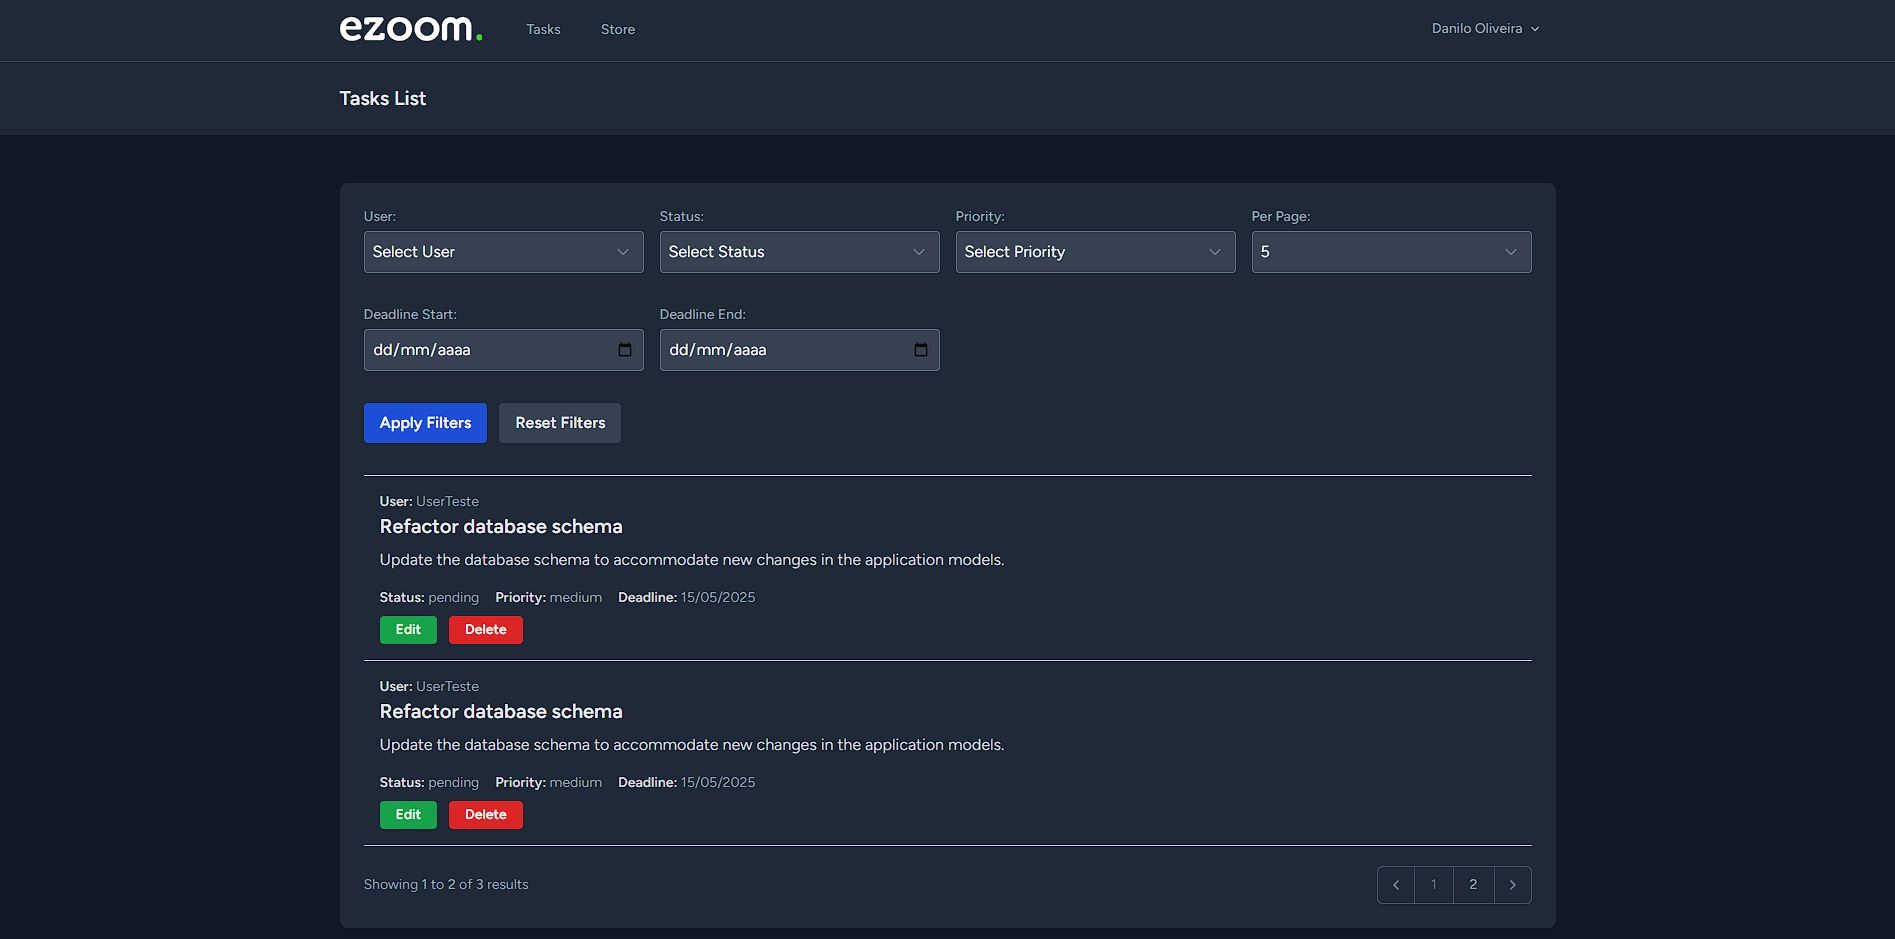 ezoom. Tasks Store Danilo Oliveira
Tasks List
User: Status: Priority: Per Page:
Select User Select Status Select Priority 5
Deadline Start: Deadline End:
dd/mm/aaaa dd/mm/aaaa
Apply Filters Reset Filters
User: UserTeste
Refactor database schema
Update the database schema to accommodate new changes in the application models.
Status: pending Priority: medium Deadline: 15/05/2025
Edit Delete
User: UserTeste
Refactor database schema
Update the database schema to accommodate new changes in the application models.
Status: pending Priority: medium Deadline: 15/05/2025
Edit Delete
Showing 1 to 2 of 3 results 1 2